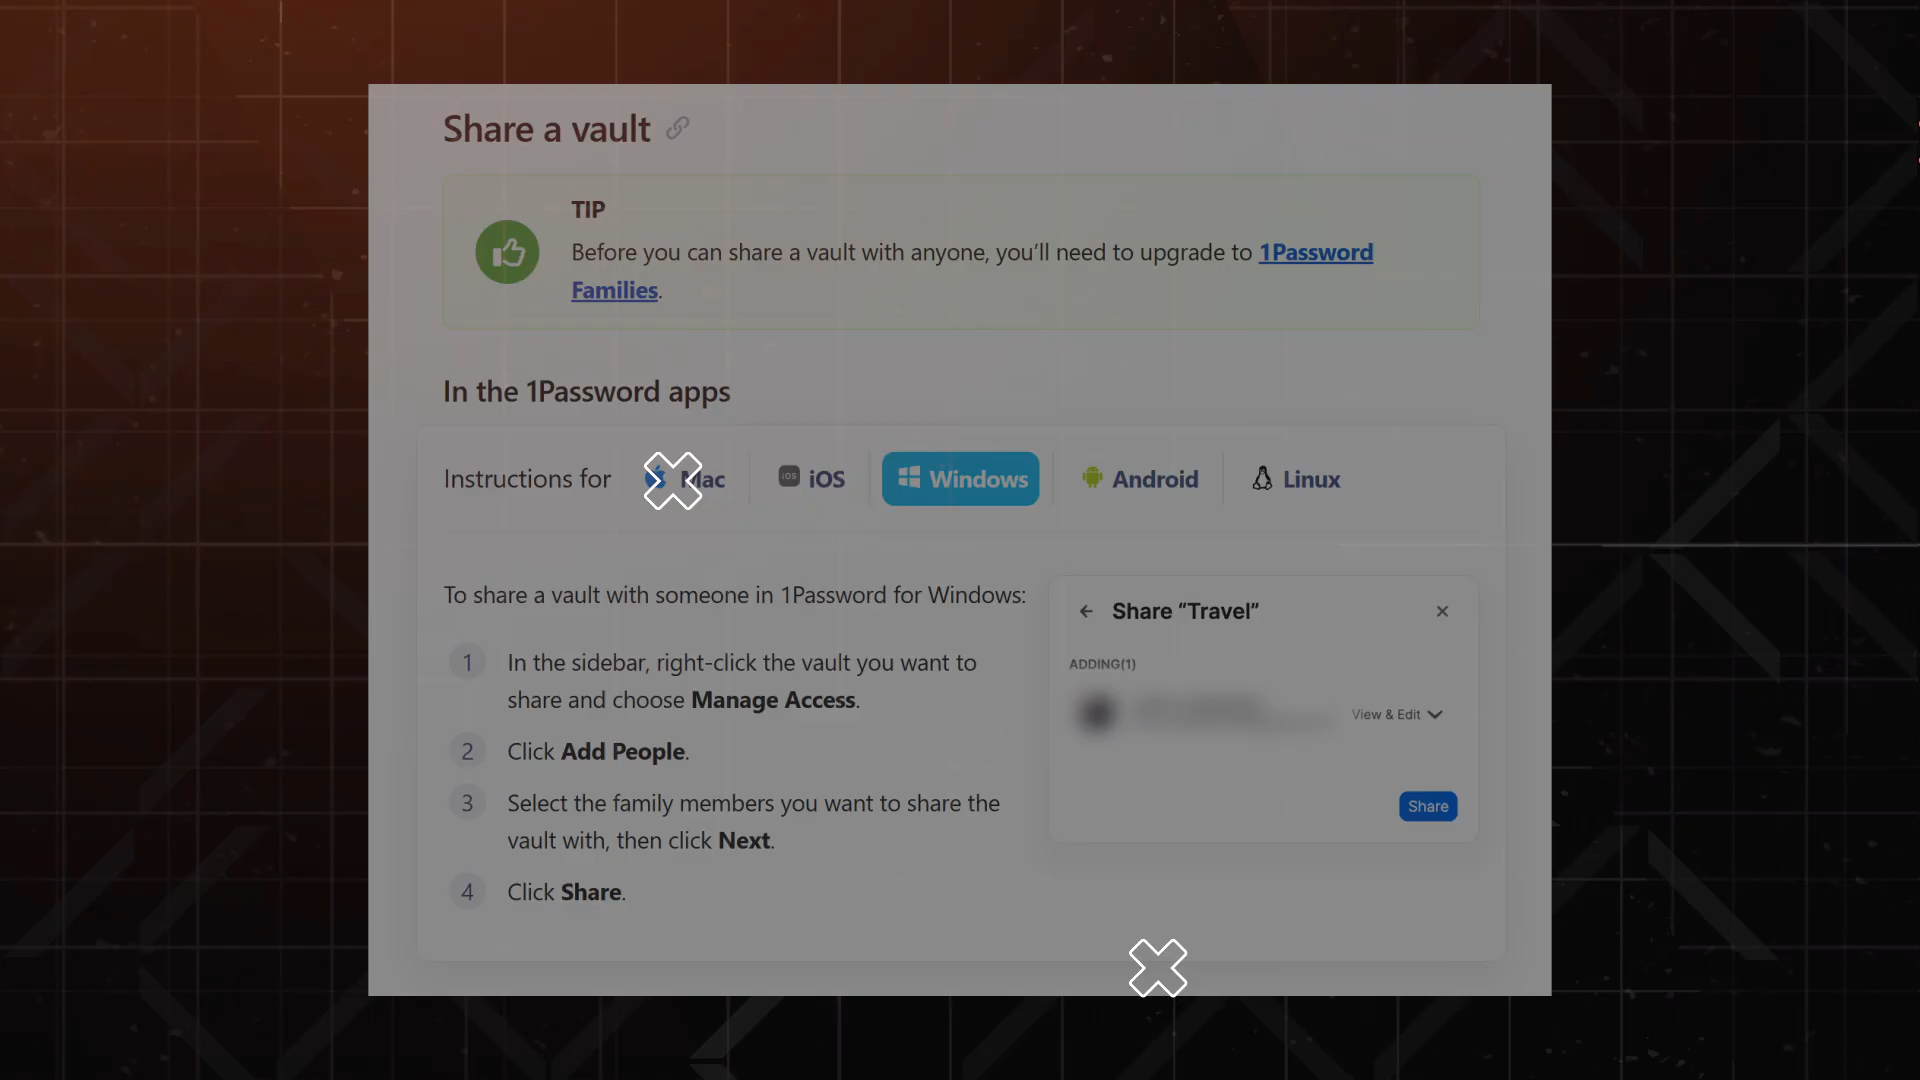 Share a vault
TIP
Before you can share a vault with anyone, you’ll need to upgrade to 1Password
Families.
In the 1Password apps
Instructions for Mac iOS iOS Windows Android Linux
To share a vault with someone in 1Password for Windows:
1 In the sidebar, right-click the vault you want to
share and choose Manage Access.
2 Click Add People.
3 Select the family members you want to share the
vault with, then click Next.
4 Click Share.
Share “Travel”
ADDING(1)
View & Edit
Share